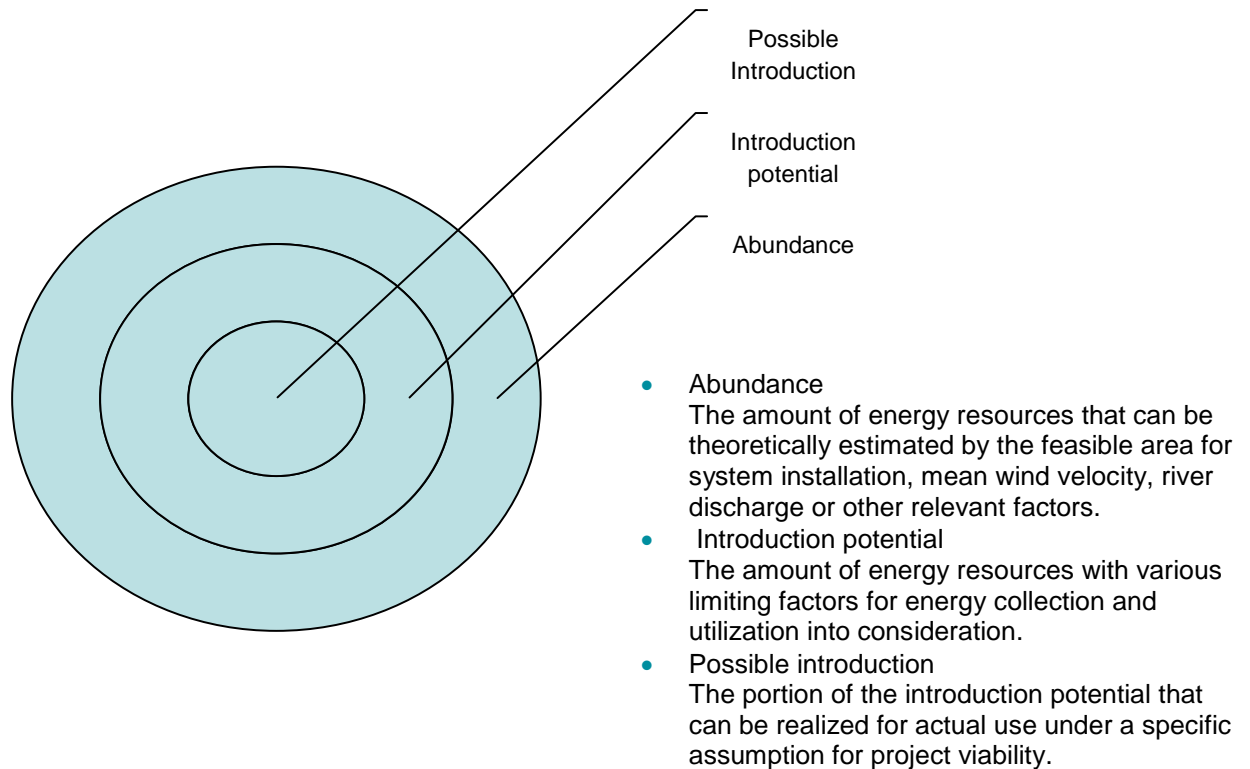 Possible
Introduction
Introduction
potential
Abundance
• Abundance
The amount of energy resources that can be
theoretically estimated by the feasible area for
system installation, mean wind velocity, river
discharge or other relevant factors.
• Introduction potential
The amount of energy resources with various
limiting factors for energy collection and
utilization into consideration.
• Possible introduction
The portion of the introduction potential that
can be realized for actual use under a specific
assumption for project viability.